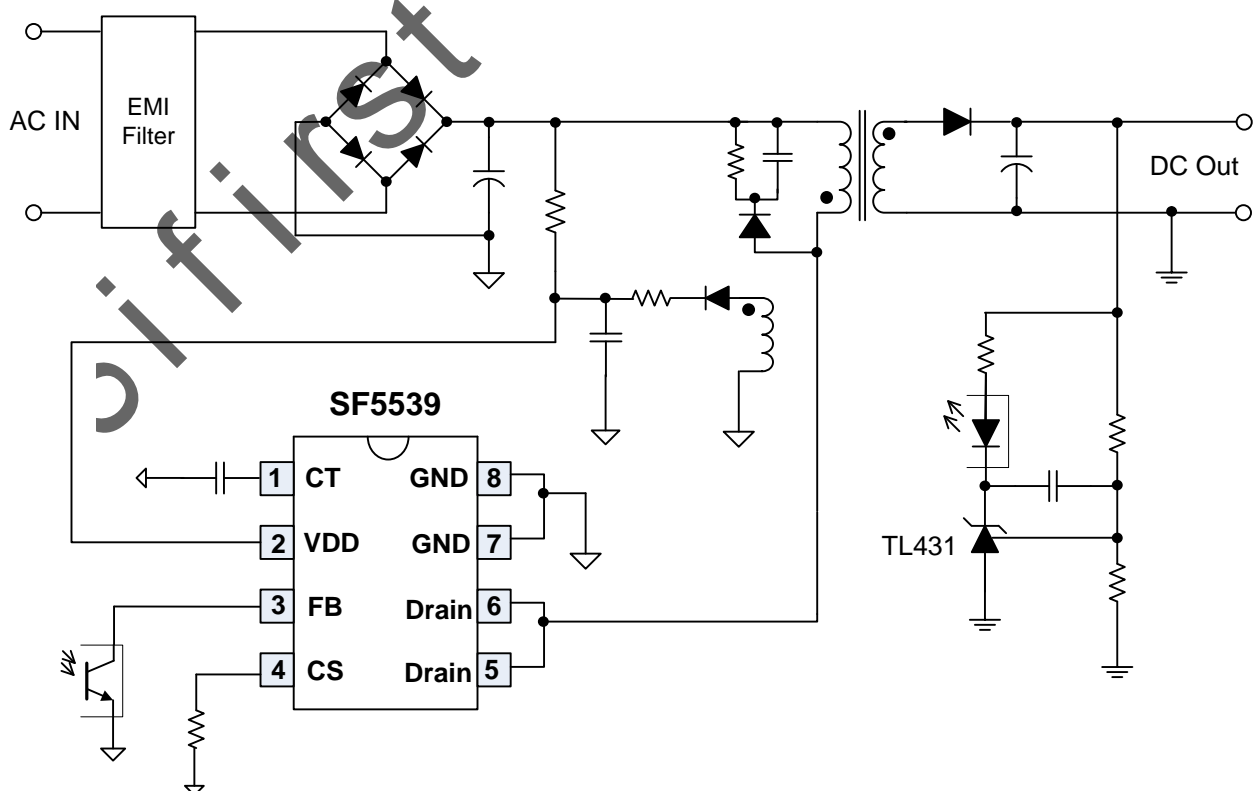 AC IN
EMI
Filter
DC Out
SF5539
1 CT GND 8
2 VDD GND 7
3 FB Drain 6
4 CS Drain 5
TL431
ifirst